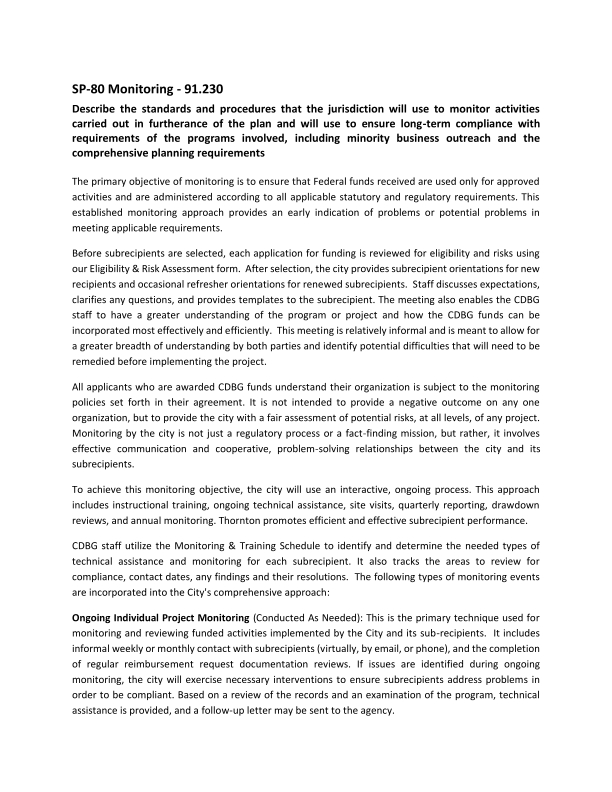 SP-80 Monitoring - 91.230
Describe the standards and procedures that the jurisdiction will use to monitor activities
carried out in furtherance of the plan and will use to ensure long-term compliance with
requirements of the programs involved, including minority business outreach and the
comprehensive planning requirements
The primary objective of monitoring is to ensure that Federal funds received are used only for approved
activities and are administered according to all applicable statutory and regulatory requirements. This
established monitoring approach provides an early indication of problems or potential problems in
meeting applicable requirements.
Before subrecipients are selected, each application for funding is reviewed for eligibility and risks using
our Eligibility & Risk Assessment form.  After selection, the city provides subrecipient orientations for new
recipients and occasional refresher orientations for renewed subrecipients.  Staff discusses expectations,
clarifies any questions, and provides templates to the subrecipient. The meeting also enables the CDBG
staff to have a greater understanding of the program or project and how the CDBG funds can be
incorporated most effectively and efficiently.  This meeting is relatively informal and is meant to allow for
a greater breadth of understanding by both parties and identify potential difficulties that will need to be
remedied before implementing the project.
All applicants who are awarded CDBG funds understand their organization is subject to the monitoring
policies set forth in their agreement. It is not intended to provide a negative outcome on any one
organization, but to provide the city with a fair assessment of potential risks, at all levels, of any project.
Monitoring by the city is not just a regulatory process or a fact-finding mission, but rather, it involves
effective communication and cooperative, problem-solving relationships between the city and its
subrecipients.
To achieve this monitoring objective, the city will use an interactive, ongoing process. This approach
includes instructional training, ongoing technical assistance, site visits, quarterly reporting, drawdown
reviews, and annual monitoring. Thornton promotes efficient and effective subrecipient performance.
CDBG staff utilize the Monitoring & Training Schedule to identify and determine the needed types of
technical assistance and monitoring for each subrecipient. It also tracks the areas to review for
compliance, contact dates, any findings and their resolutions.  The following types of monitoring events
are incorporated into the City's comprehensive approach:
Ongoing Individual Project Monitoring (Conducted As Needed): This is the primary technique used for
monitoring and reviewing funded activities implemented by the City and its sub-recipients.  It includes
informal weekly or monthly contact with subrecipients (virtually, by email, or phone), and the completion
of regular reimbursement request documentation reviews. If issues are identified during ongoing
monitoring, the city will exercise necessary interventions to ensure subrecipients address problems in
order to be compliant. Based on a review of the records and an examination of the program, technical
assistance is provided, and a follow-up letter may be sent to the agency.